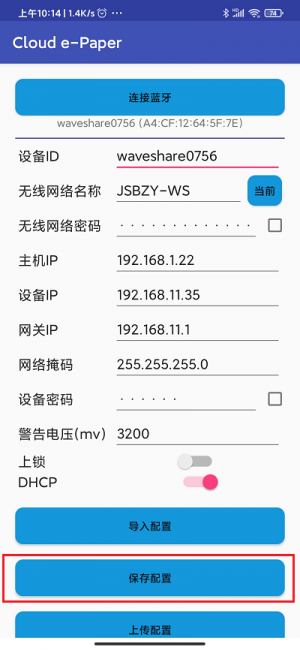 上午10:14 | 1.4K/s ···
74
Cloud e-Paper
连接蓝牙
waveshare0756 (A4:CF:12:64:5F:7E)
设备ID waveshare0756
无线网络名称 JSBZY-WS 当前
无线网络密码 · · · · · · · · · · · · ·
主机IP 192.168.1.22
设备IP 192.168.11.35
网关IP 192.168.11.1
网络掩码 255.255.255.0
设备密码 · · · · · ·
警告电压(mv) 3200
上锁
DHCP
导入配置
保存配置
上传配置